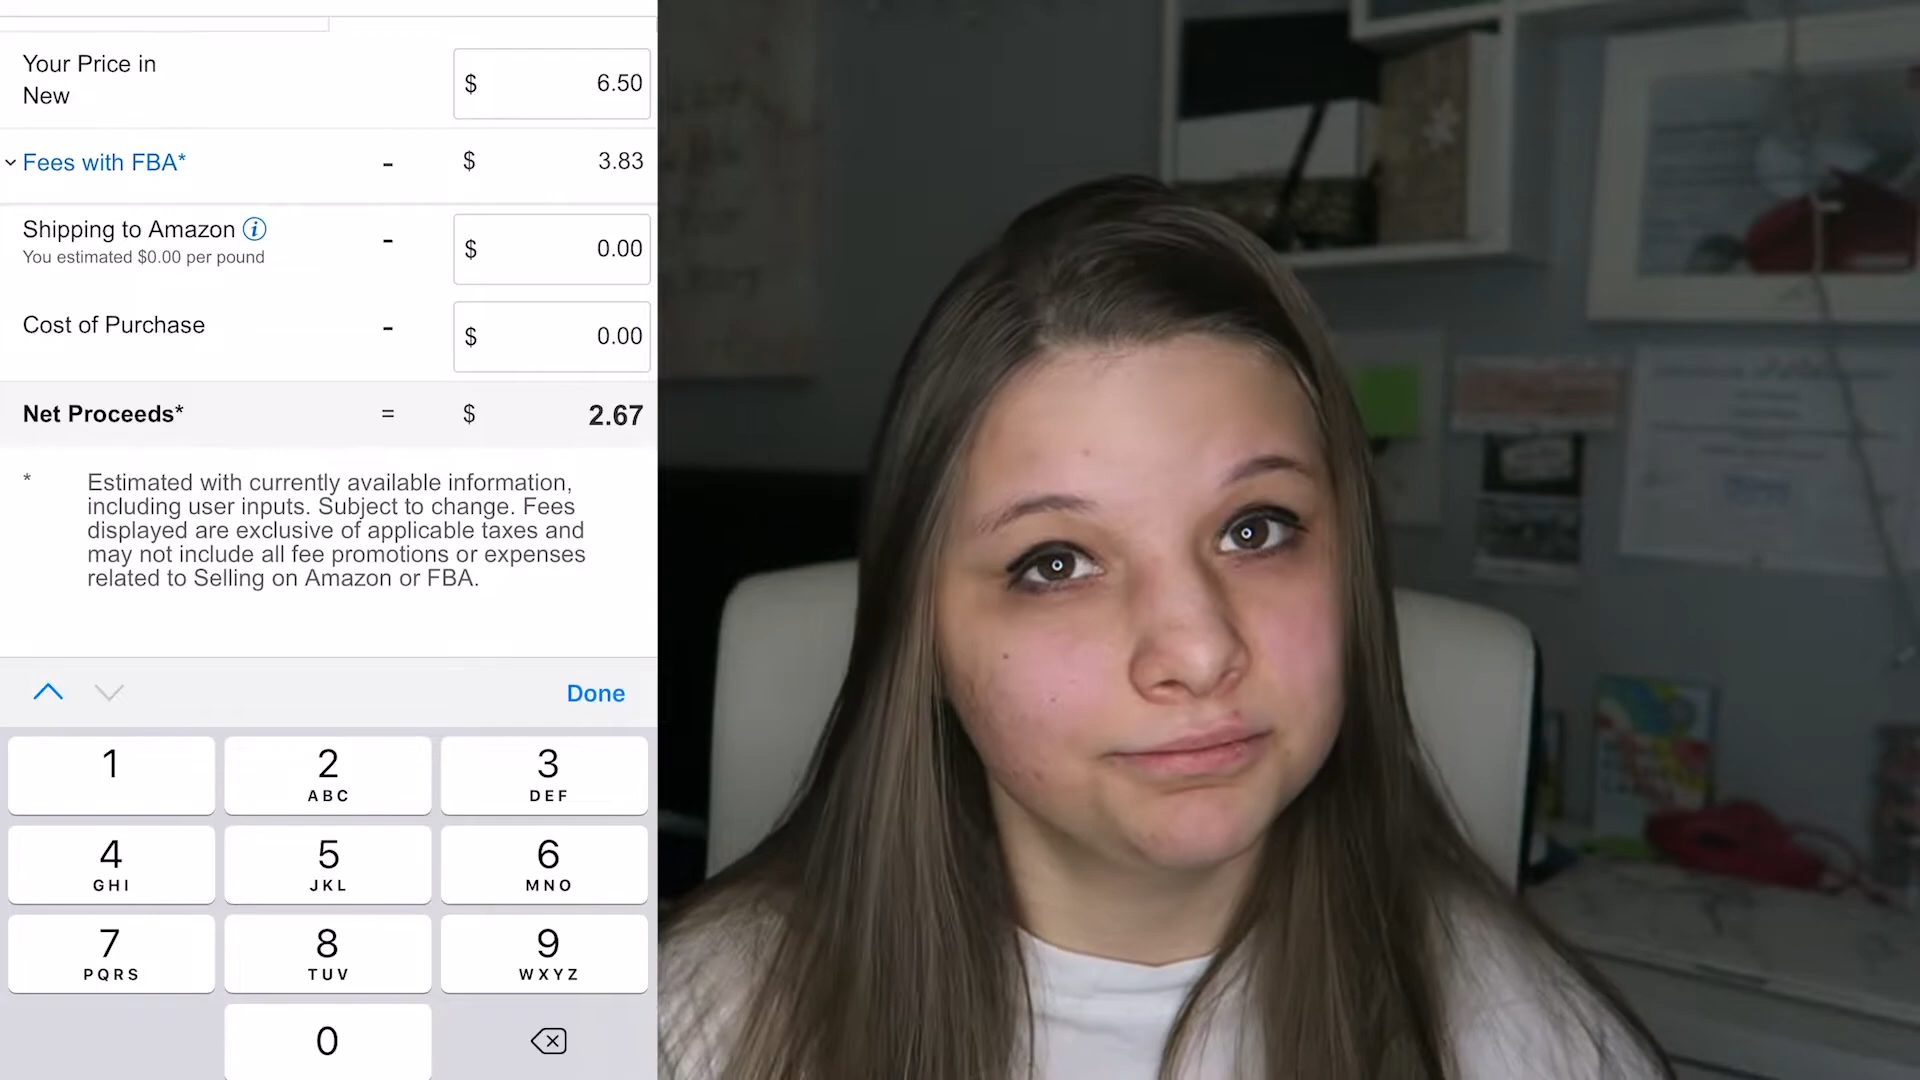 Your Price in
New
$ 6.50
Fees with FBA* - $ 3.83
Shipping to Amazon i - $ 0.00
You estimated $0.00 per pound
Cost of Purchase - $ 0.00
Net Proceeds* = $ 2.67
* Estimated with currently available information,
including user inputs. Subject to change. Fees
displayed are exclusive of applicable taxes and
may not include all fee promotions or expenses
related to Selling on Amazon or FBA.
Done
1 2 3
ABC DEF
4 5 6
GHI JKL MNO
7 8 9
PQRS TUV WXYZ
0